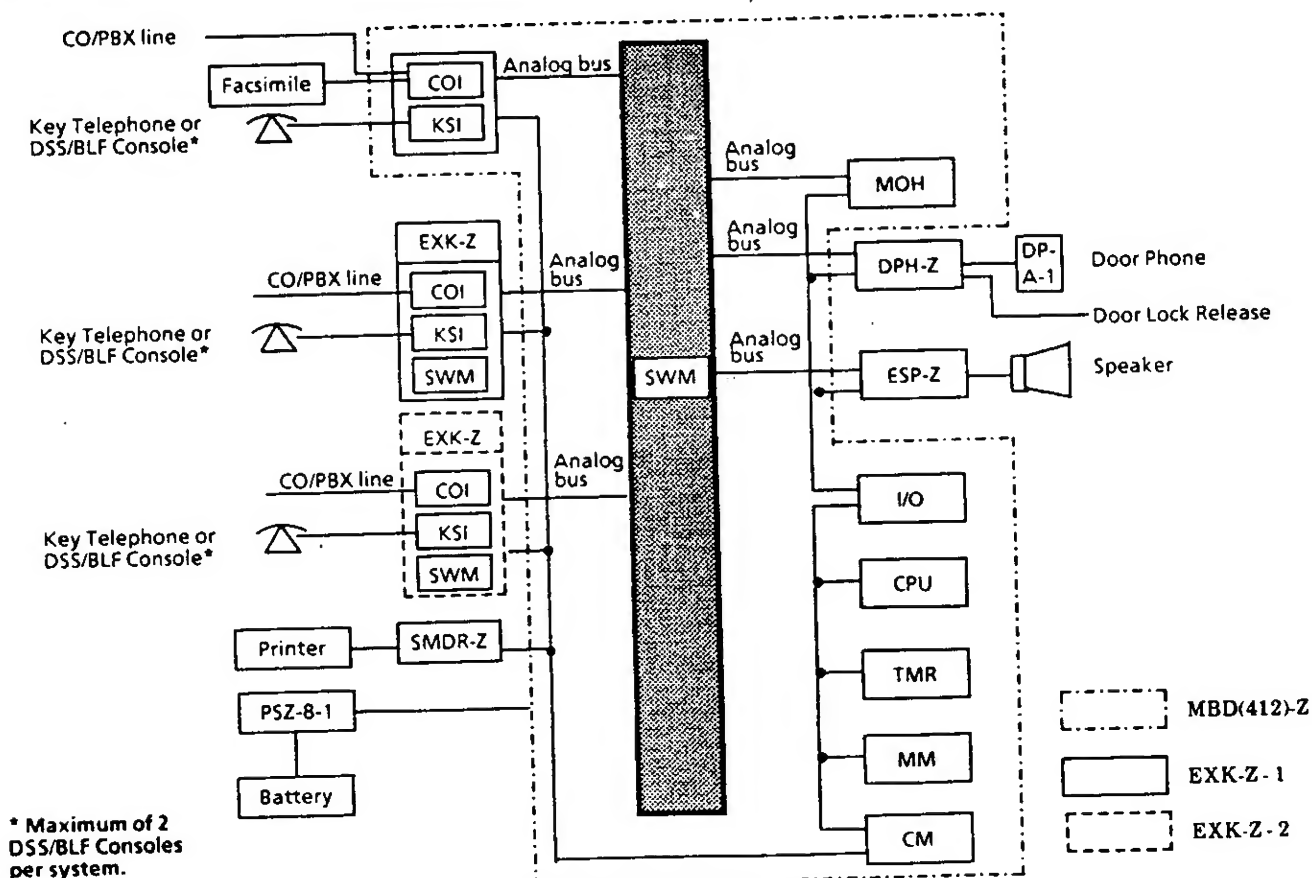 CO/PBX line
Facsimile
COI
Analog bus
Key Telephone or
DSS/BLF Console*
KSI
Analog
bus
MOH
EXK-Z
CO/PBX line
COI
Analog
bus
Analog
bus
DPH-Z
DP-
A-1
Door Phone
Door Lock Release
Key Telephone or
DSS/BLF Console*
KSI
SWM
SWM
Analog
bus
ESP-Z
Speaker
EXK-Z
CO/PBX line
COI
Analog
bus
I/O
Key Telephone or
DSS/BLF Console*
KSI
SWM
CPU
Printer
SMDR-Z
TMR
PSZ-8-1
MM
Battery
CM
MBD(412)-Z
EXK-Z-1
EXK-Z-2
* Maximum of 2
DSS/BLF Consoles
per system.